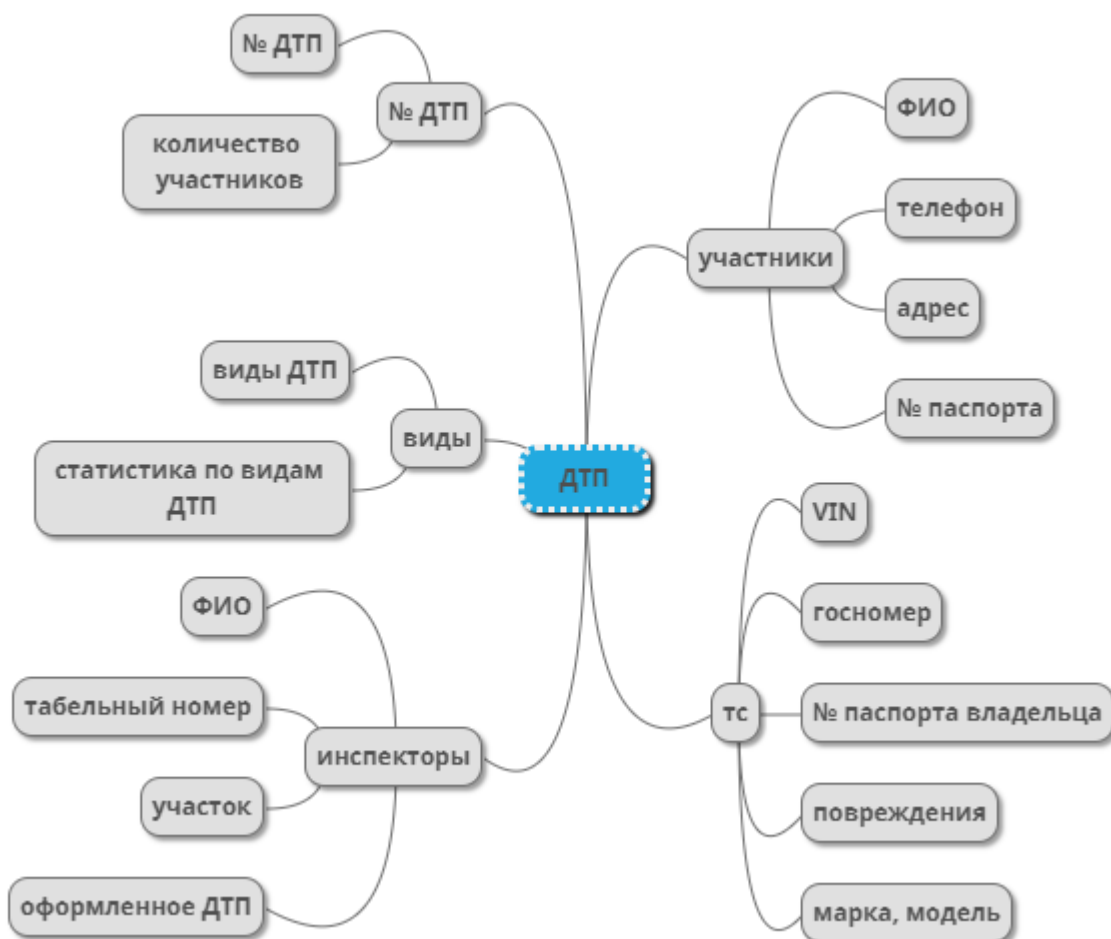 № ДТП
№ ДТП
количество
участников
виды ДТП
виды
статистика по видам
ДТП
ФИО
табельный номер
инспекторы
участок
оформленное ДТП
ДТП
ФИО
телефон
участники
адрес
№ паспорта
VIN
госномер
тс
№ паспорта владельца
повреждения
марка, модель